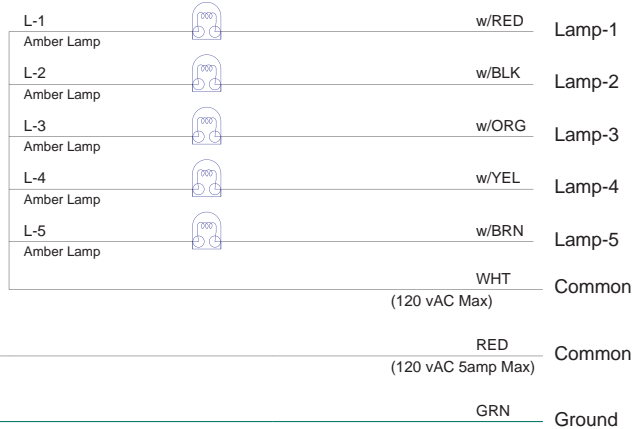 L-1 w/RED Lamp-1
Amber Lamp
L-2 w/BLK Lamp-2
Amber Lamp
L-3 w/ORG Lamp-3
Amber Lamp
L-4 w/YEL Lamp-4
Amber Lamp
L-5 w/BRN Lamp-5
Amber Lamp
WHT Common
(120 vAC Max)
RED Common
(120 vAC 5amp Max)
GRN Ground